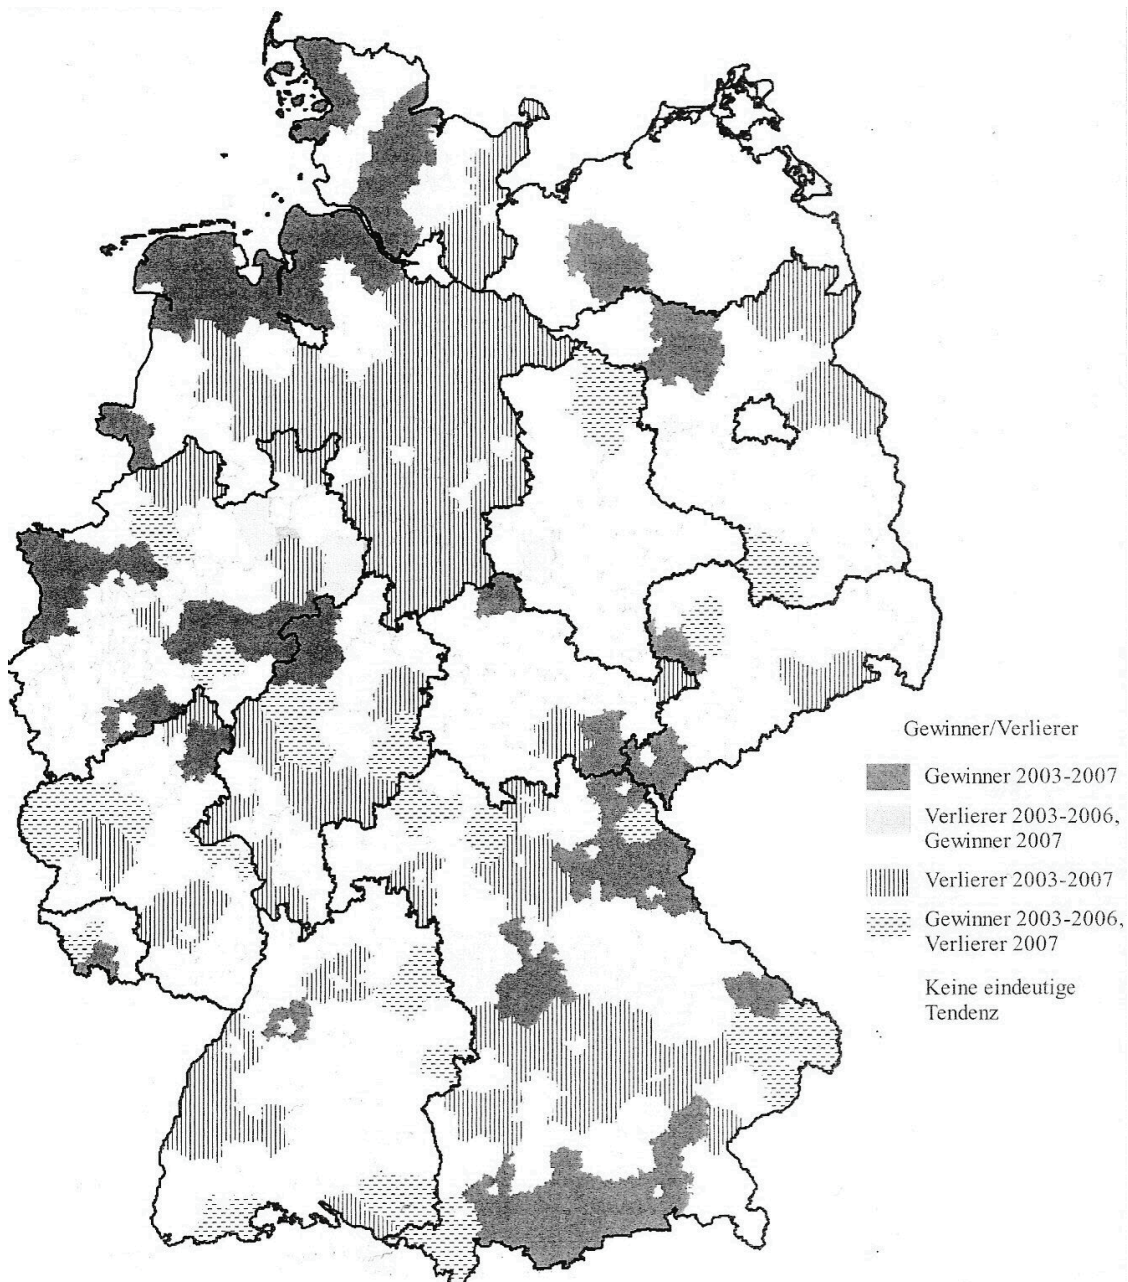 Gewinner/Verlierer
Gewinner 2003-2007
Verlierer 2003-2006,
Gewinner 2007
Verlierer 2003-2007
Gewinner 2003-2006,
Verlierer 2007
Keine eindeutige
Tendenz